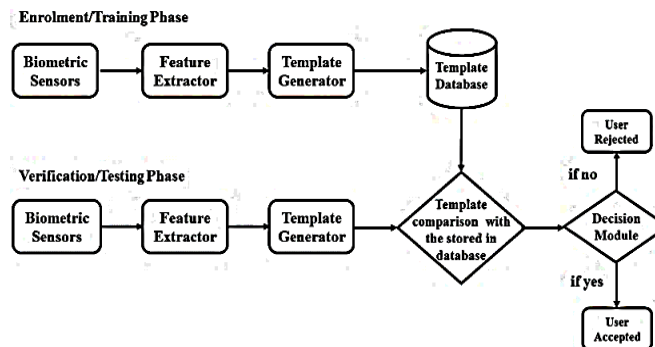 Enrolment/Training Phase
Biometric
Sensors
Feature
Extractor
Template
Generator
Template
Database
Verification/Testing Phase
Biometric
Sensors
Feature
Extractor
Template
Generator
Template
comparison with
the stored in
database
Decision
Module
if no
User
Rejected
if yes
User
Accepted